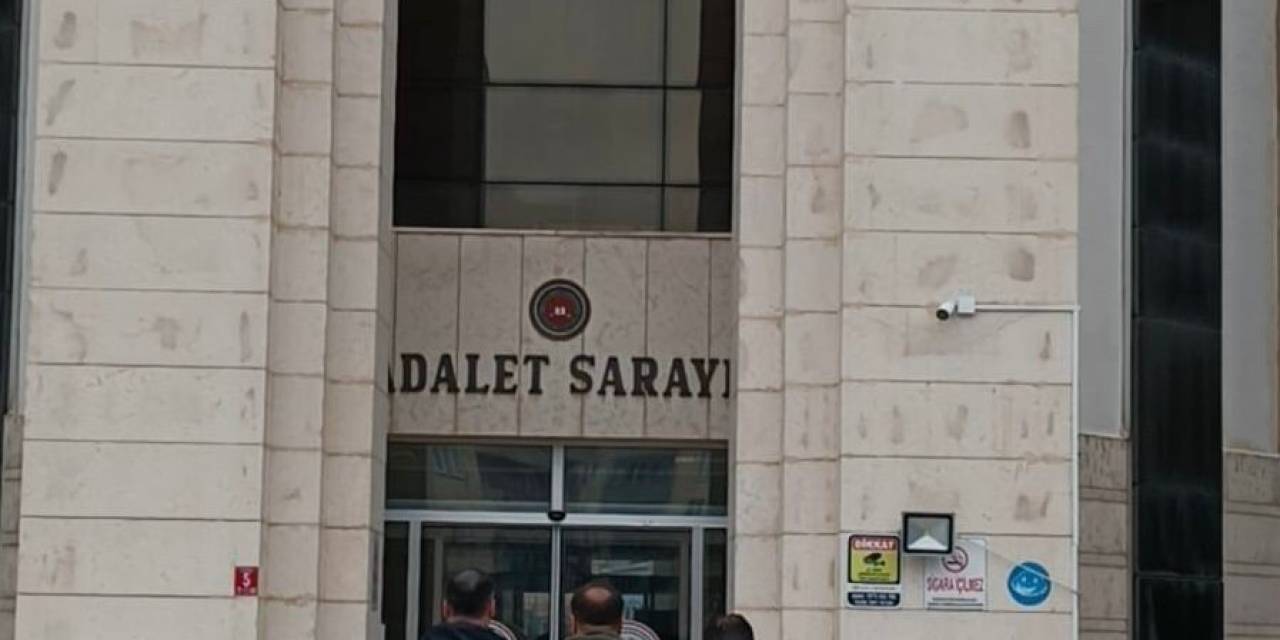 ADALET SARAYI
DİKKAT
SİGARA İÇİLMEZ
5